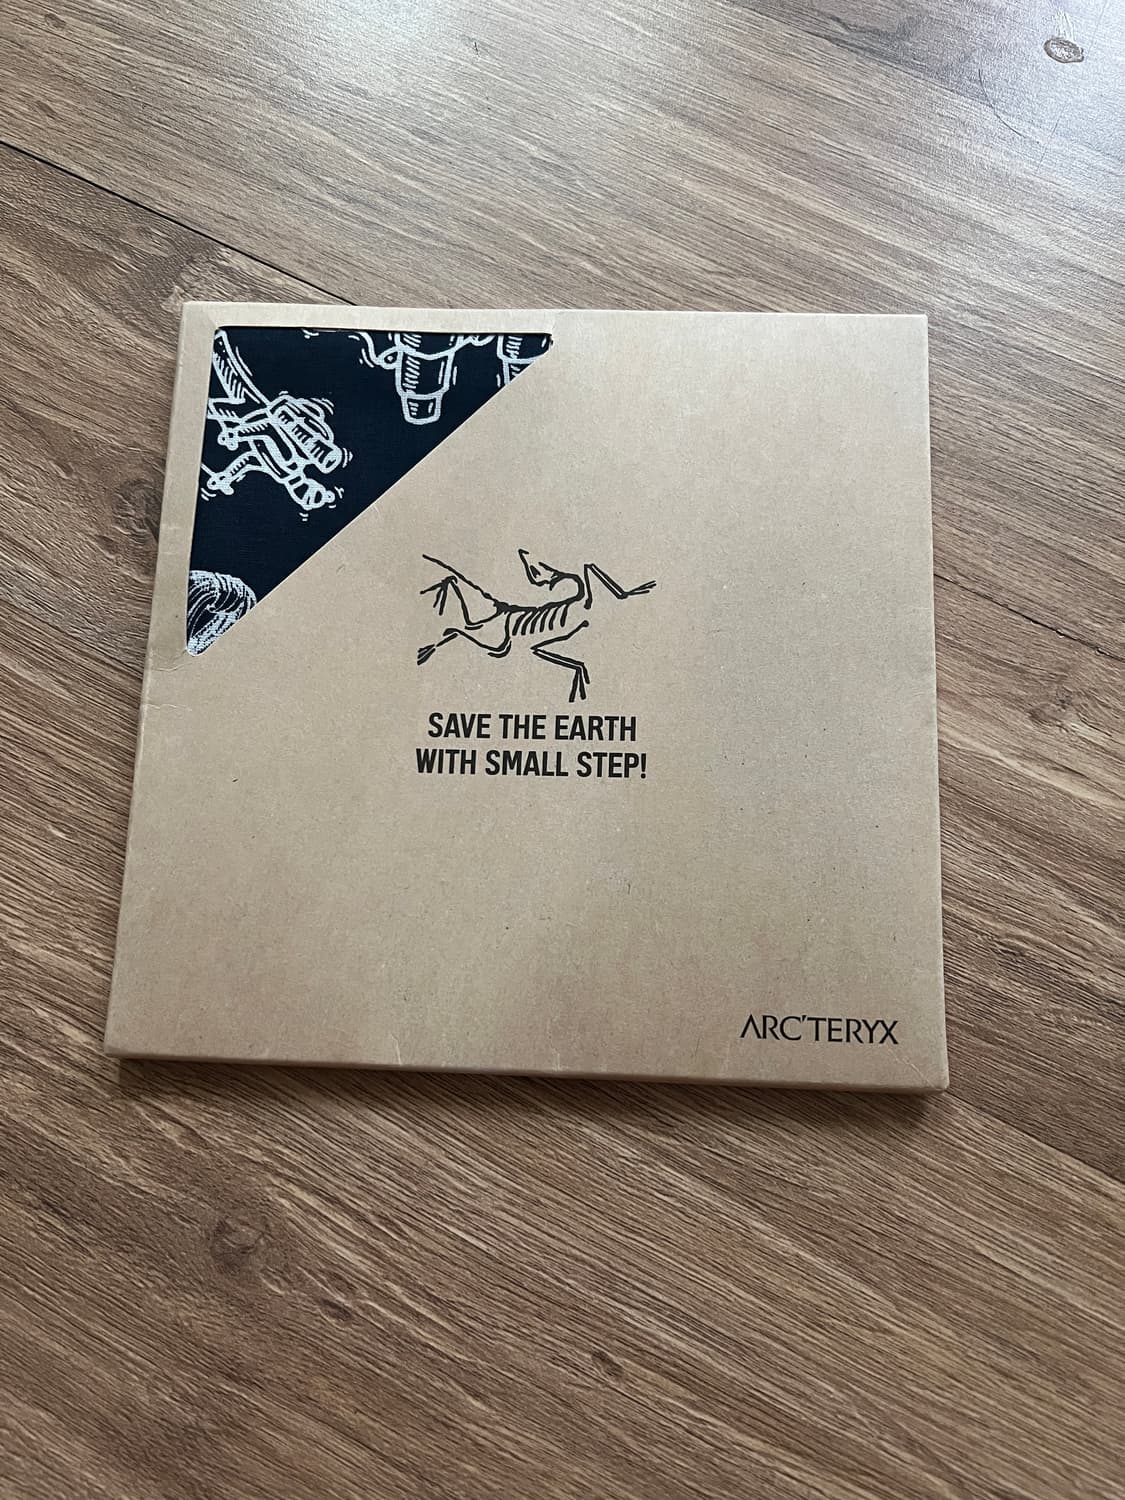 SAVE THE EARTH
WITH SMALL STEP!
ARC'TERYX